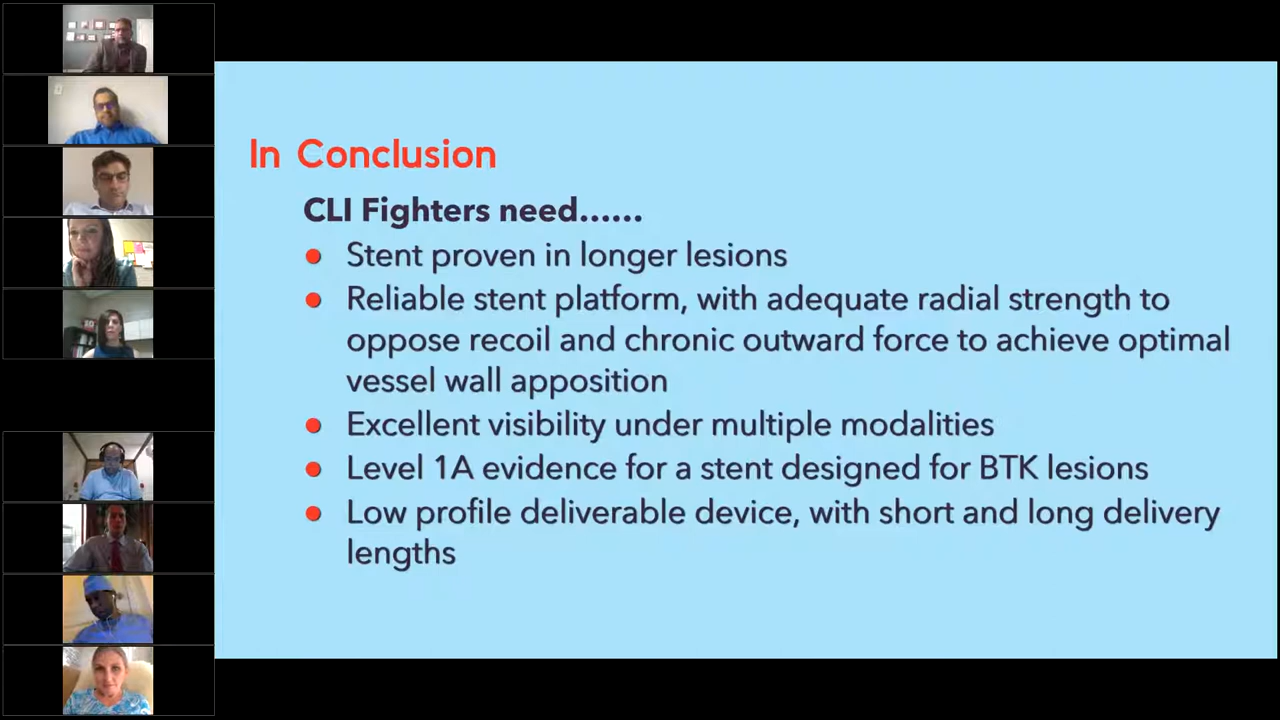 In Conclusion
CLI Fighters need......
Stent proven in longer lesions
Reliable stent platform, with adequate radial strength to
oppose recoil and chronic outward force to achieve optimal
vessel wall apposition
Excellent visibility under multiple modalities
Level 1A evidence for a stent designed for BTK lesions
Low profile deliverable device, with short and long delivery
lengths